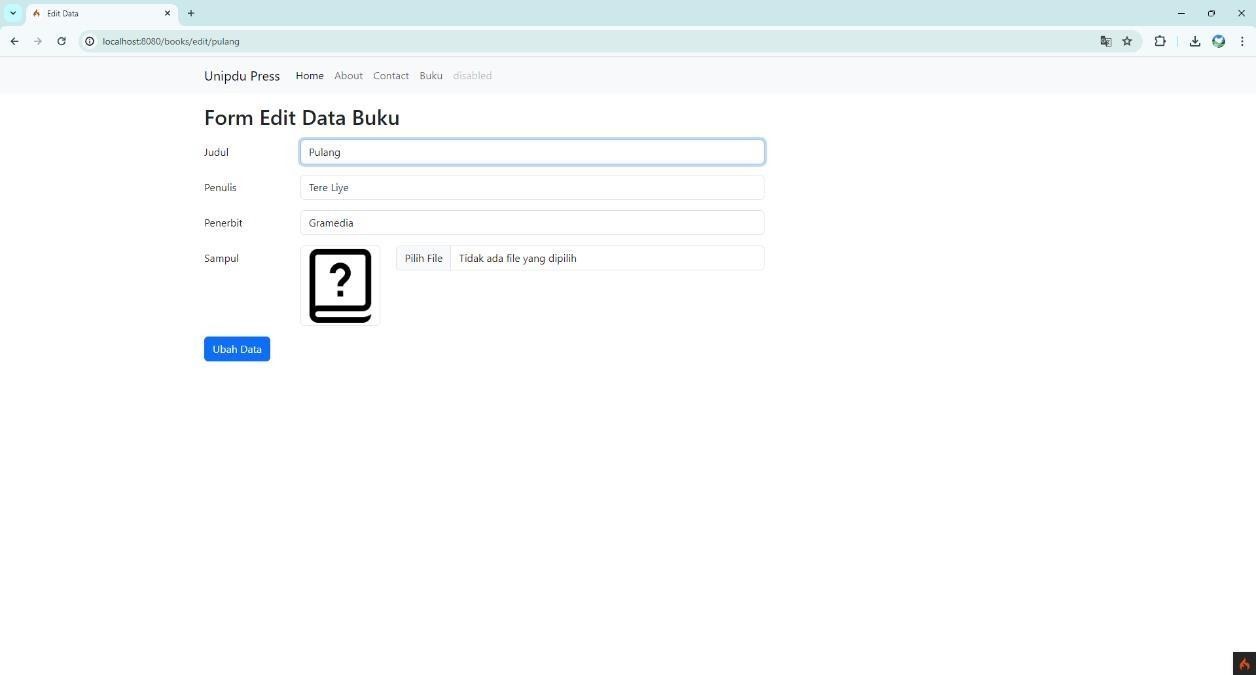 Edit Data
localhost:8080/books/edit/pulang
Unipdu Press Home About Contact Buku disabled
Form Edit Data Buku
Judul Pulang
Penulis Tere Liye
Penerbit Gramedia
Sampul ? Pilih File Tidak ada file yang dipilih
Ubah Data